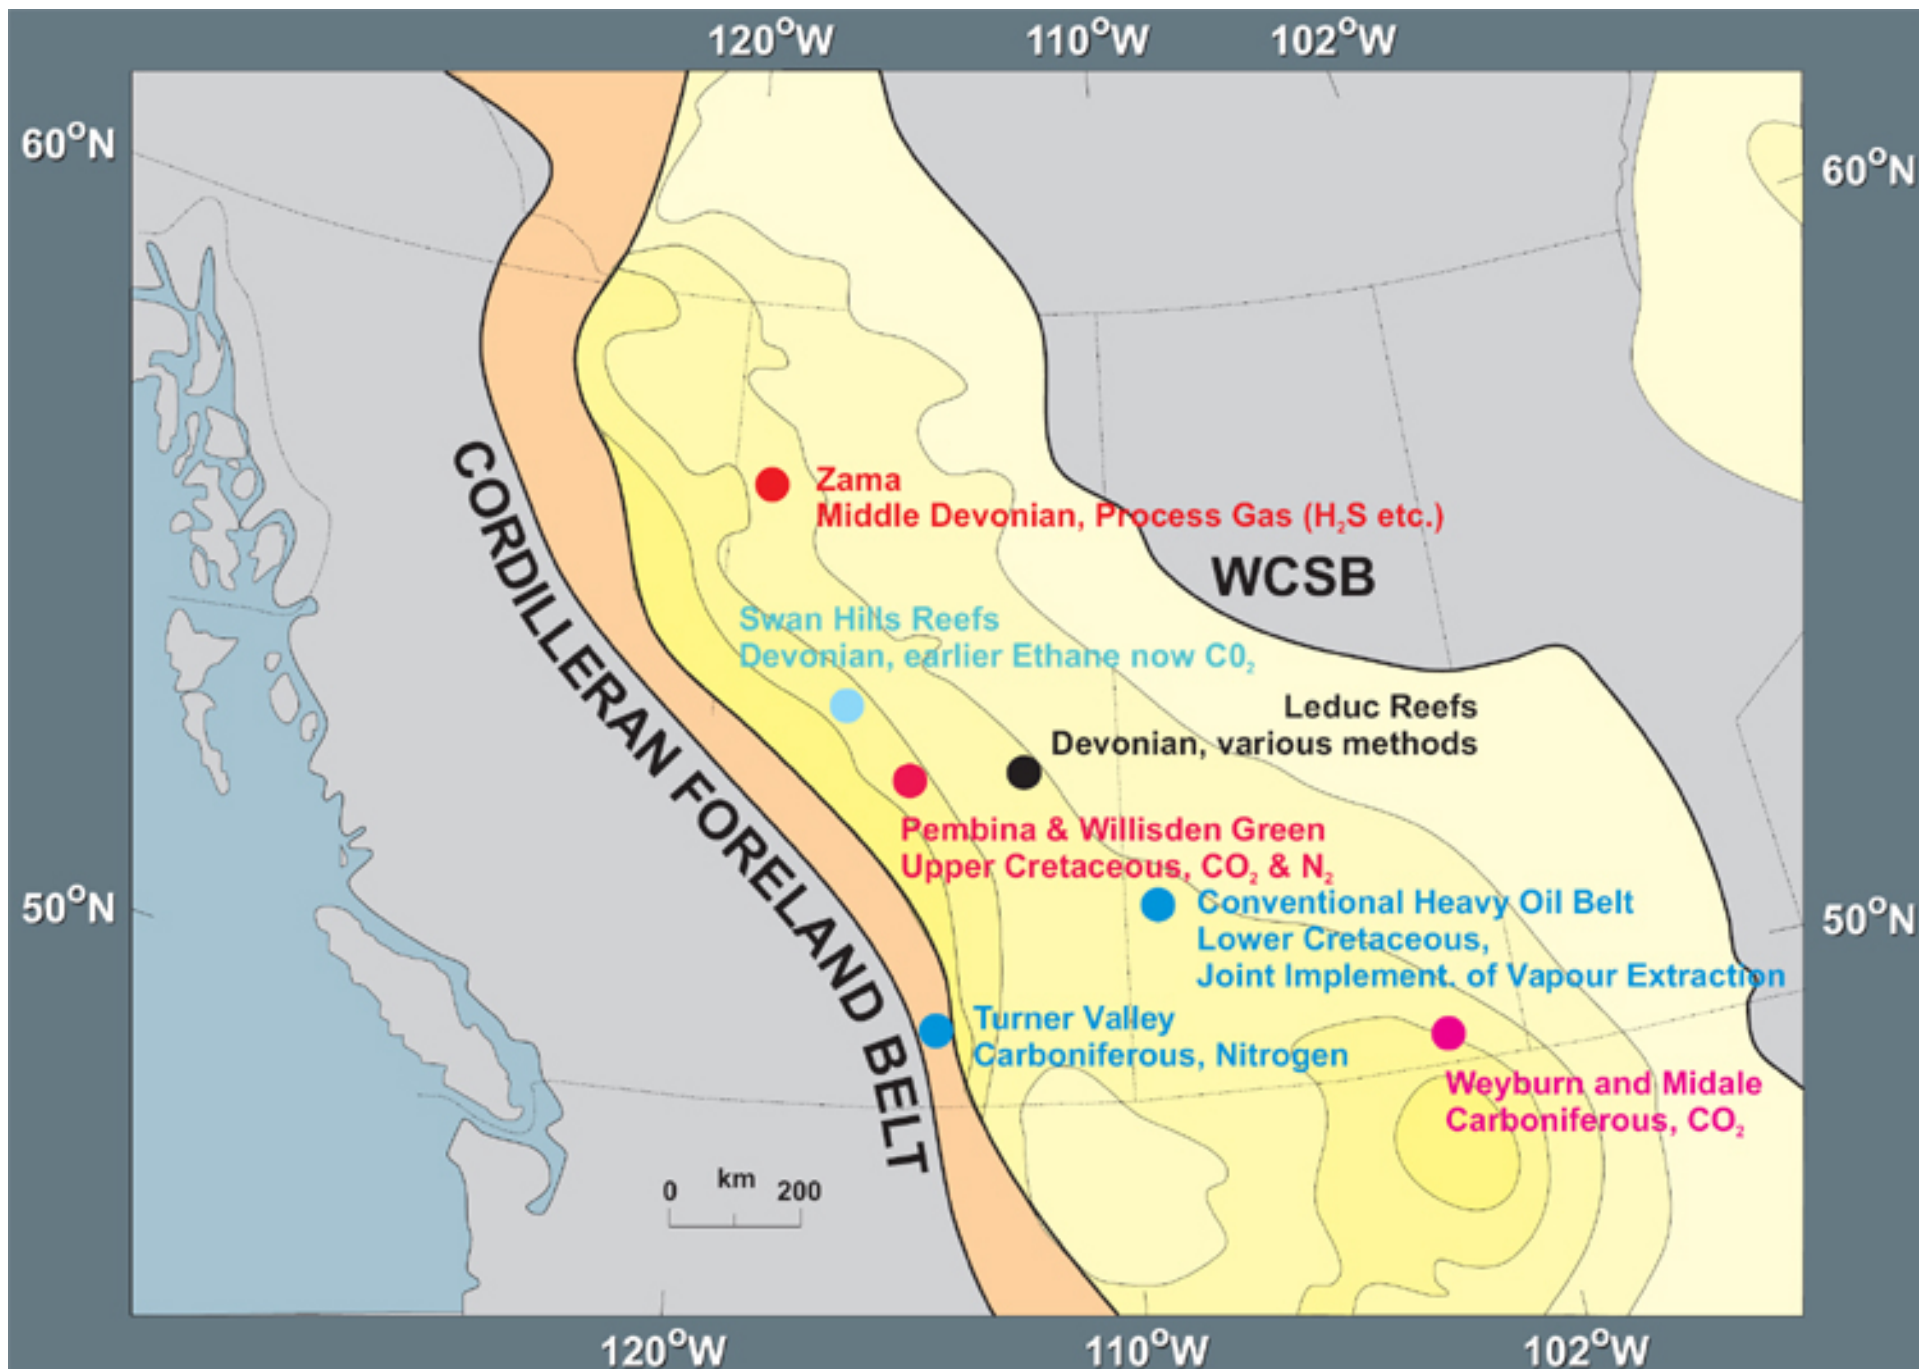 120°W 110°W 102°W
60°N
60°N
Zama
Middle Devonian, Process Gas (H₂S etc.)
WCSB
CORDILLERAN FORELAND BELT
Swan Hills Reefs
Devonian, earlier Ethane now C0₂
Leduc Reefs
Devonian, various methods
Pembina & Willisden Green
Upper Cretaceous, CO₂ & N₂
50°N
50°N
Conventional Heavy Oil Belt
Lower Cretaceous,
Joint Implement. of Vapour Extraction
Turner Valley
Carboniferous, Nitrogen
Weyburn and Midale
Carboniferous, CO₂
0 km 200
120°W 110°W 102°W